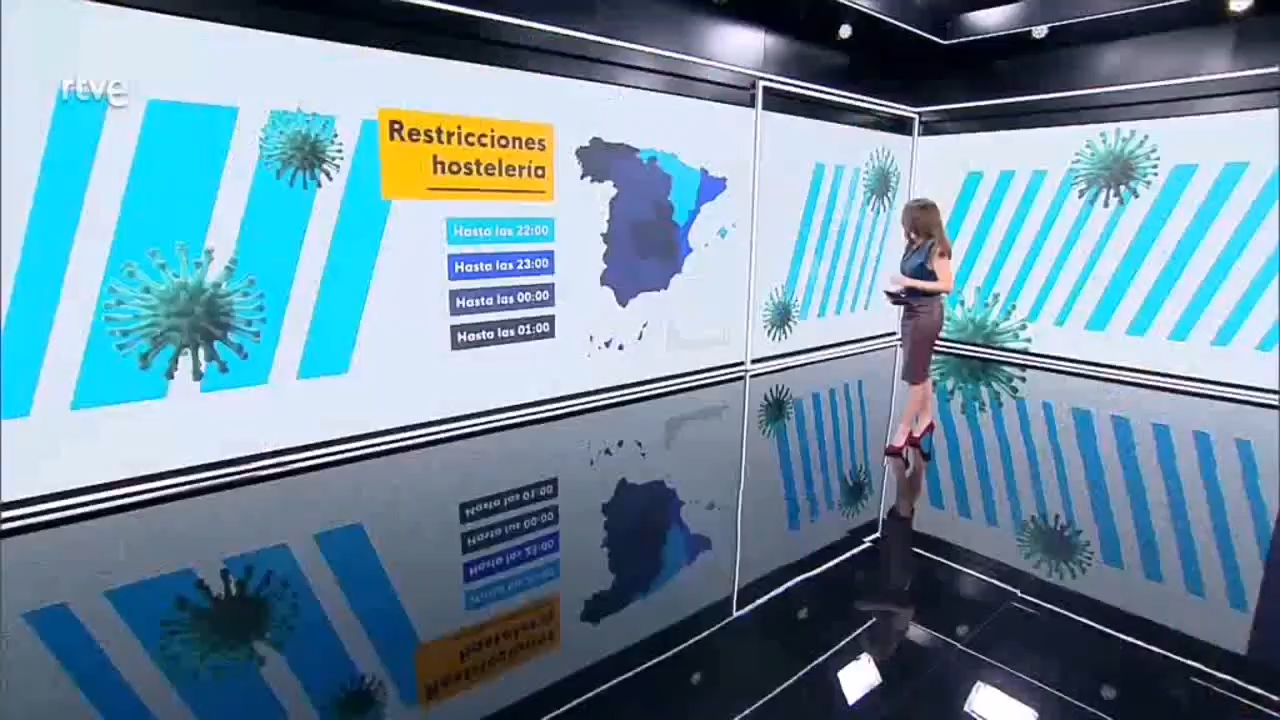 rtve
Restricciones
hostelería
Hasta las 22:00
Hasta las 23:00
Hasta las 00:00
Hasta las 01:00